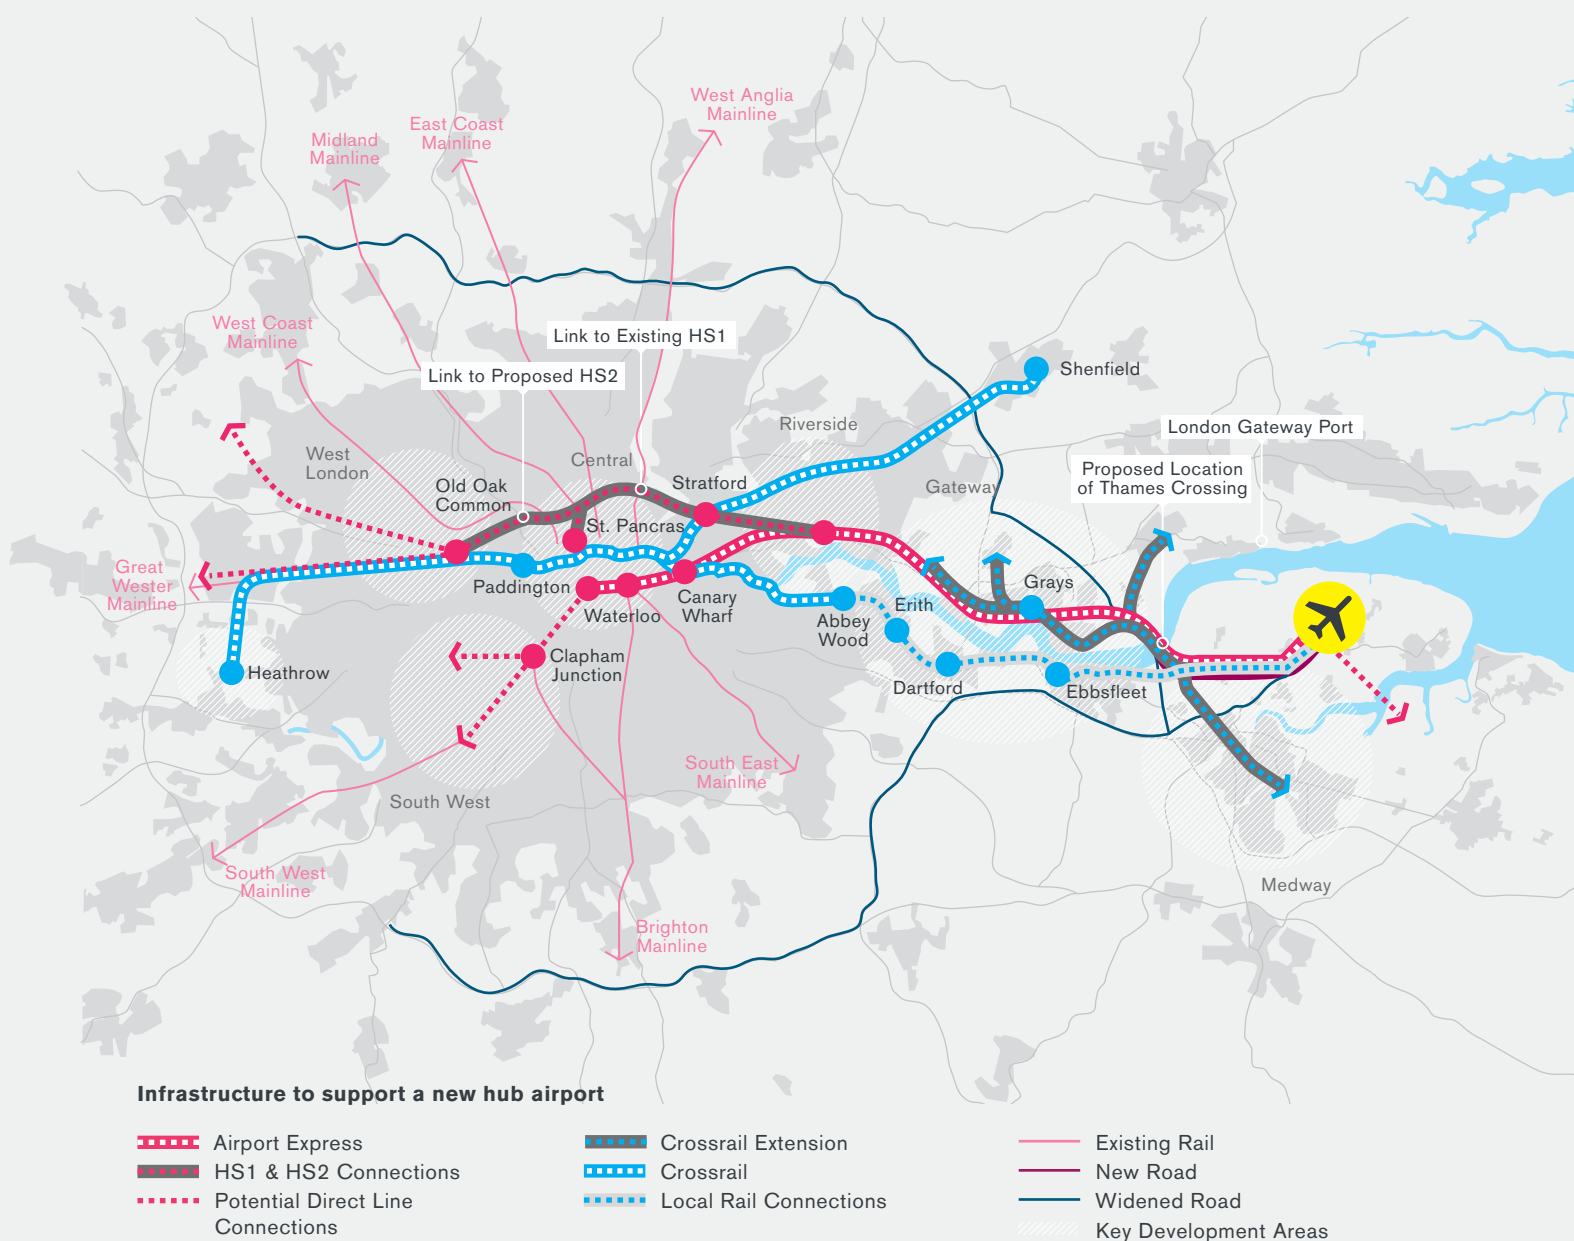 West Anglia
Mainline
East Coast
Mainline
Midland
Mainline
West Coast
Mainline
Link to Existing HS1
Link to Proposed HS2
Shenfield
Riverside
London Gateway Port
West
London
Central
Proposed Location
of Thames Crossing
Old Oak
Common
Stratford
Gateway
St. Pancras
Great
Wester
Mainline
Paddington
Waterloo
Canary
Wharf
Abbey
Wood
Erith
Grays
Heathrow
Clapham
Junction
Dartford
Ebbsfleet
South East
Mainline
South West
South West
Mainline
Medway
Brighton
Mainline
Infrastructure to support a new hub airport
Airport Express
HS1 & HS2 Connections
Potential Direct Line
Connections
Crossrail Extension
Crossrail
Local Rail Connections
Existing Rail
New Road
Widened Road
Key Development Areas